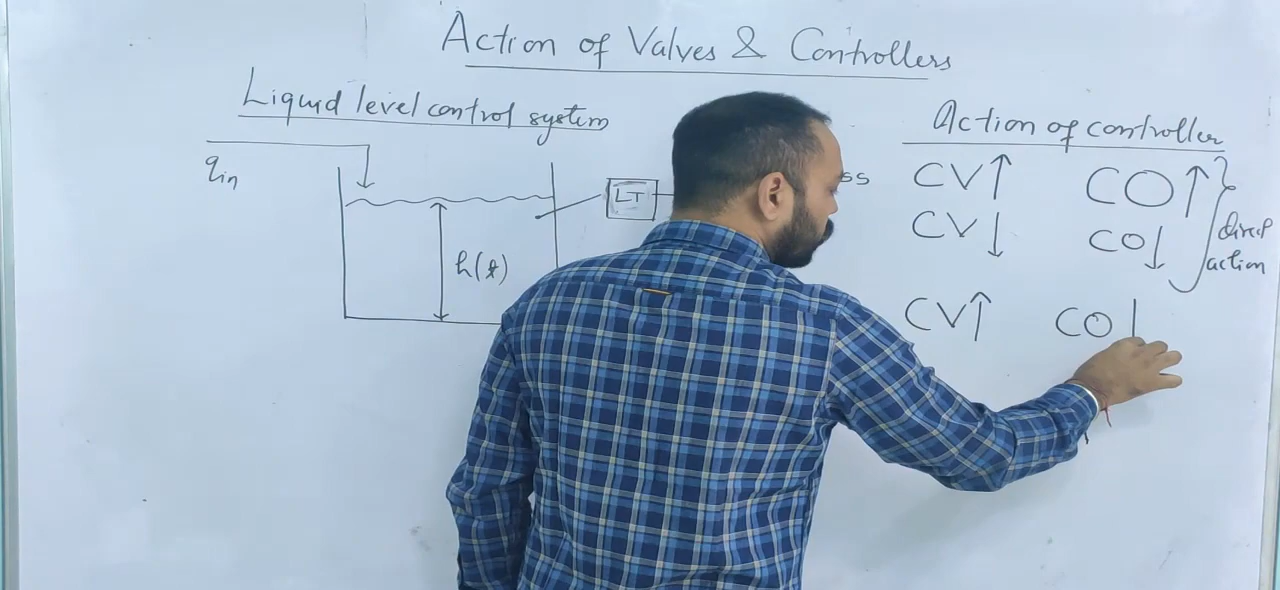 Action of Valves & Controllers
Liquid level control system
qin
h(t)
LT
Action of controller
CV↑ CO↑
CV↓ CO↓
direct
action
CV↑ CO